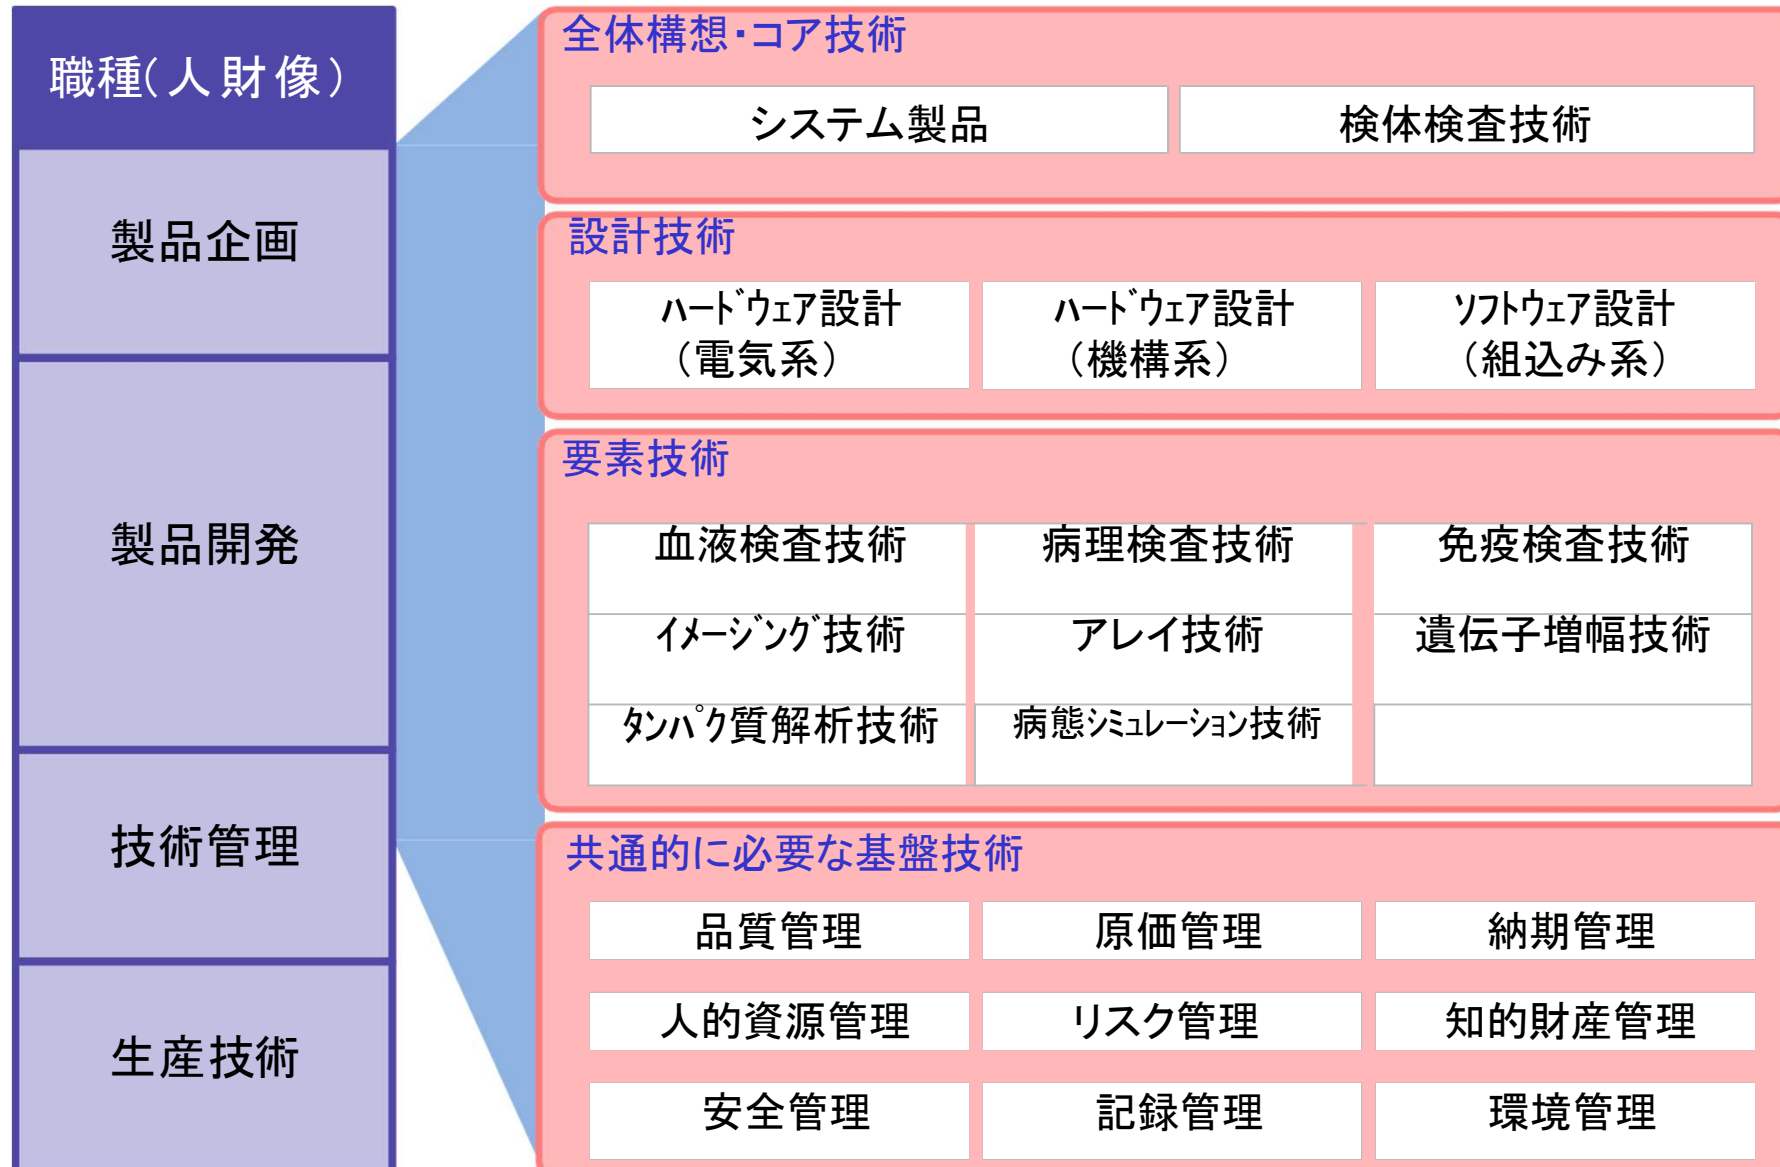 職種(人財像)
製品企画
製品開発
技術管理
生産技術
全体構想・コア技術
システム製品
検体検査技術
設計技術
ﾊｰﾄﾞｳｪｱ設計
(電気系)
ﾊｰﾄﾞｳｪｱ設計
(機構系)
ｿﾌﾄｳｪｱ設計
(組込み系)
要素技術
血液検査技術
病理検査技術
免疫検査技術
ｲﾒｰｼﾞﾝｸﾞ技術
アレイ技術
遺伝子増幅技術
ﾀﾝﾊﾟｸ質解析技術
病態ｼﾐｭﾚｰｼｮﾝ技術
共通的に必要な基盤技術
品質管理
原価管理
納期管理
人的資源管理
リスク管理
知的財産管理
安全管理
記録管理
環境管理